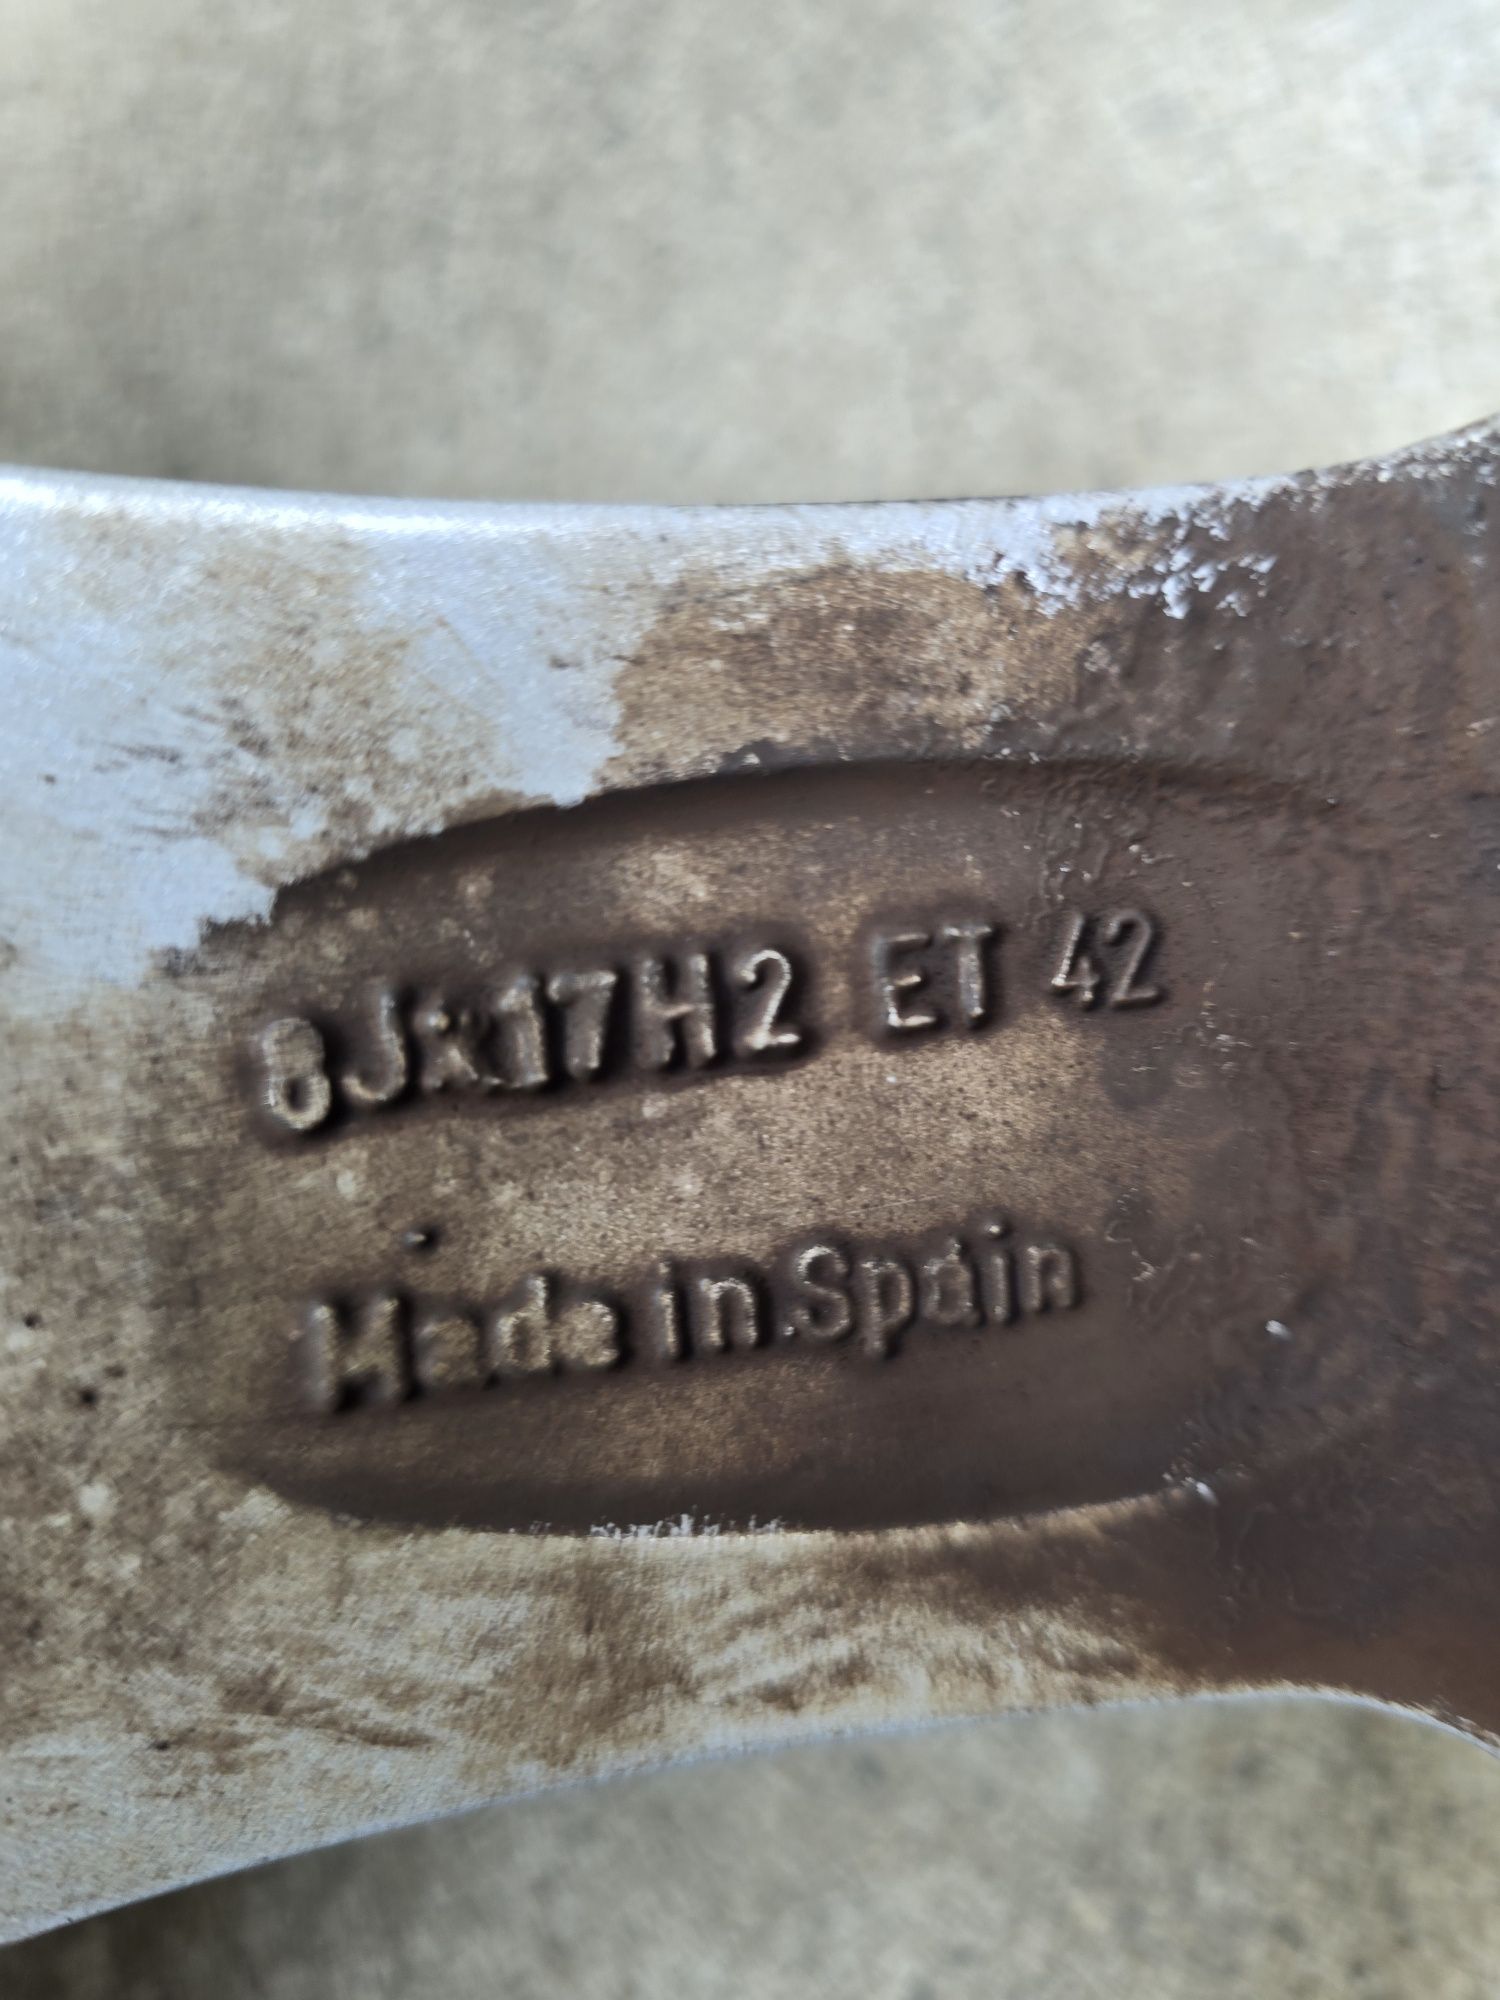 8Jx17H2 ET 42
Made in Spain